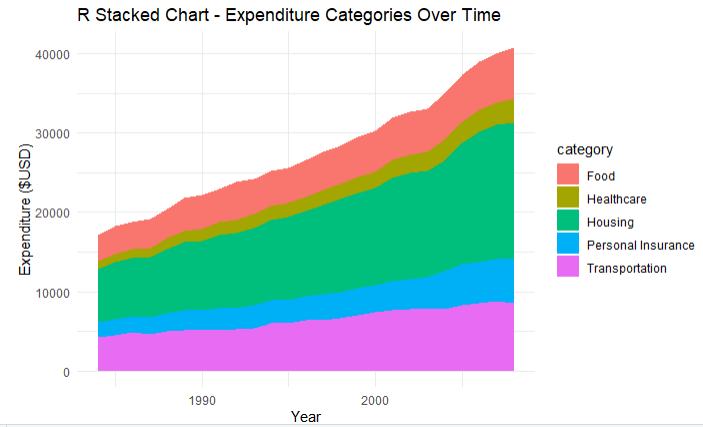 R Stacked Chart - Expenditure Categories Over Time
Expenditure ($USD)
40000
30000
20000
10000
0
1990
2000
Year
category
Food
Healthcare
Housing
Personal Insurance
Transportation